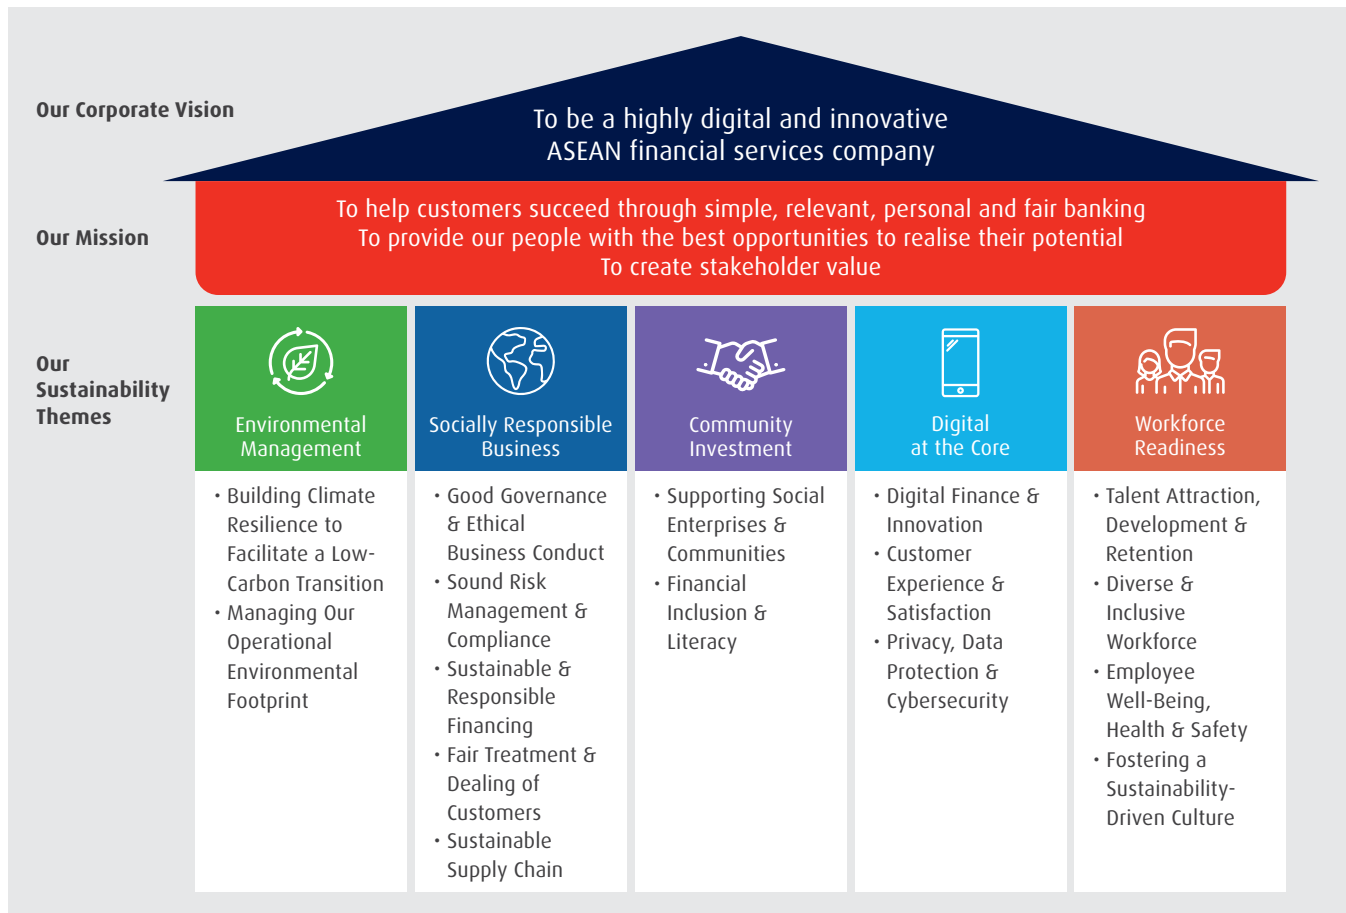 Our Corporate Vision
To be a highly digital and innovative
ASEAN financial services company
Our Mission
To help customers succeed through simple, relevant, personal and fair banking
To provide our people with the best opportunities to realise their potential
To create stakeholder value
Our
Sustainability
Themes
Environmental
Management
• Building Climate
Resilience to
Facilitate a Low-
Carbon Transition
• Managing Our
Operational
Environmental
Footprint
Socially Responsible
Business
• Good Governance
& Ethical
Business Conduct
• Sound Risk
Management &
Compliance
• Sustainable &
Responsible
Financing
• Fair Treatment &
Dealing of
Customers
• Sustainable
Supply Chain
Community
Investment
• Supporting Social
Enterprises &
Communities
• Financial
Inclusion &
Literacy
Digital
at the Core
• Digital Finance &
Innovation
• Customer
Experience &
Satisfaction
• Privacy, Data
Protection &
Cybersecurity
Workforce
Readiness
• Talent Attraction,
Development &
Retention
• Diverse &
Inclusive
Workforce
• Employee
Well-Being,
Health & Safety
• Fostering a
Sustainability-
Driven Culture